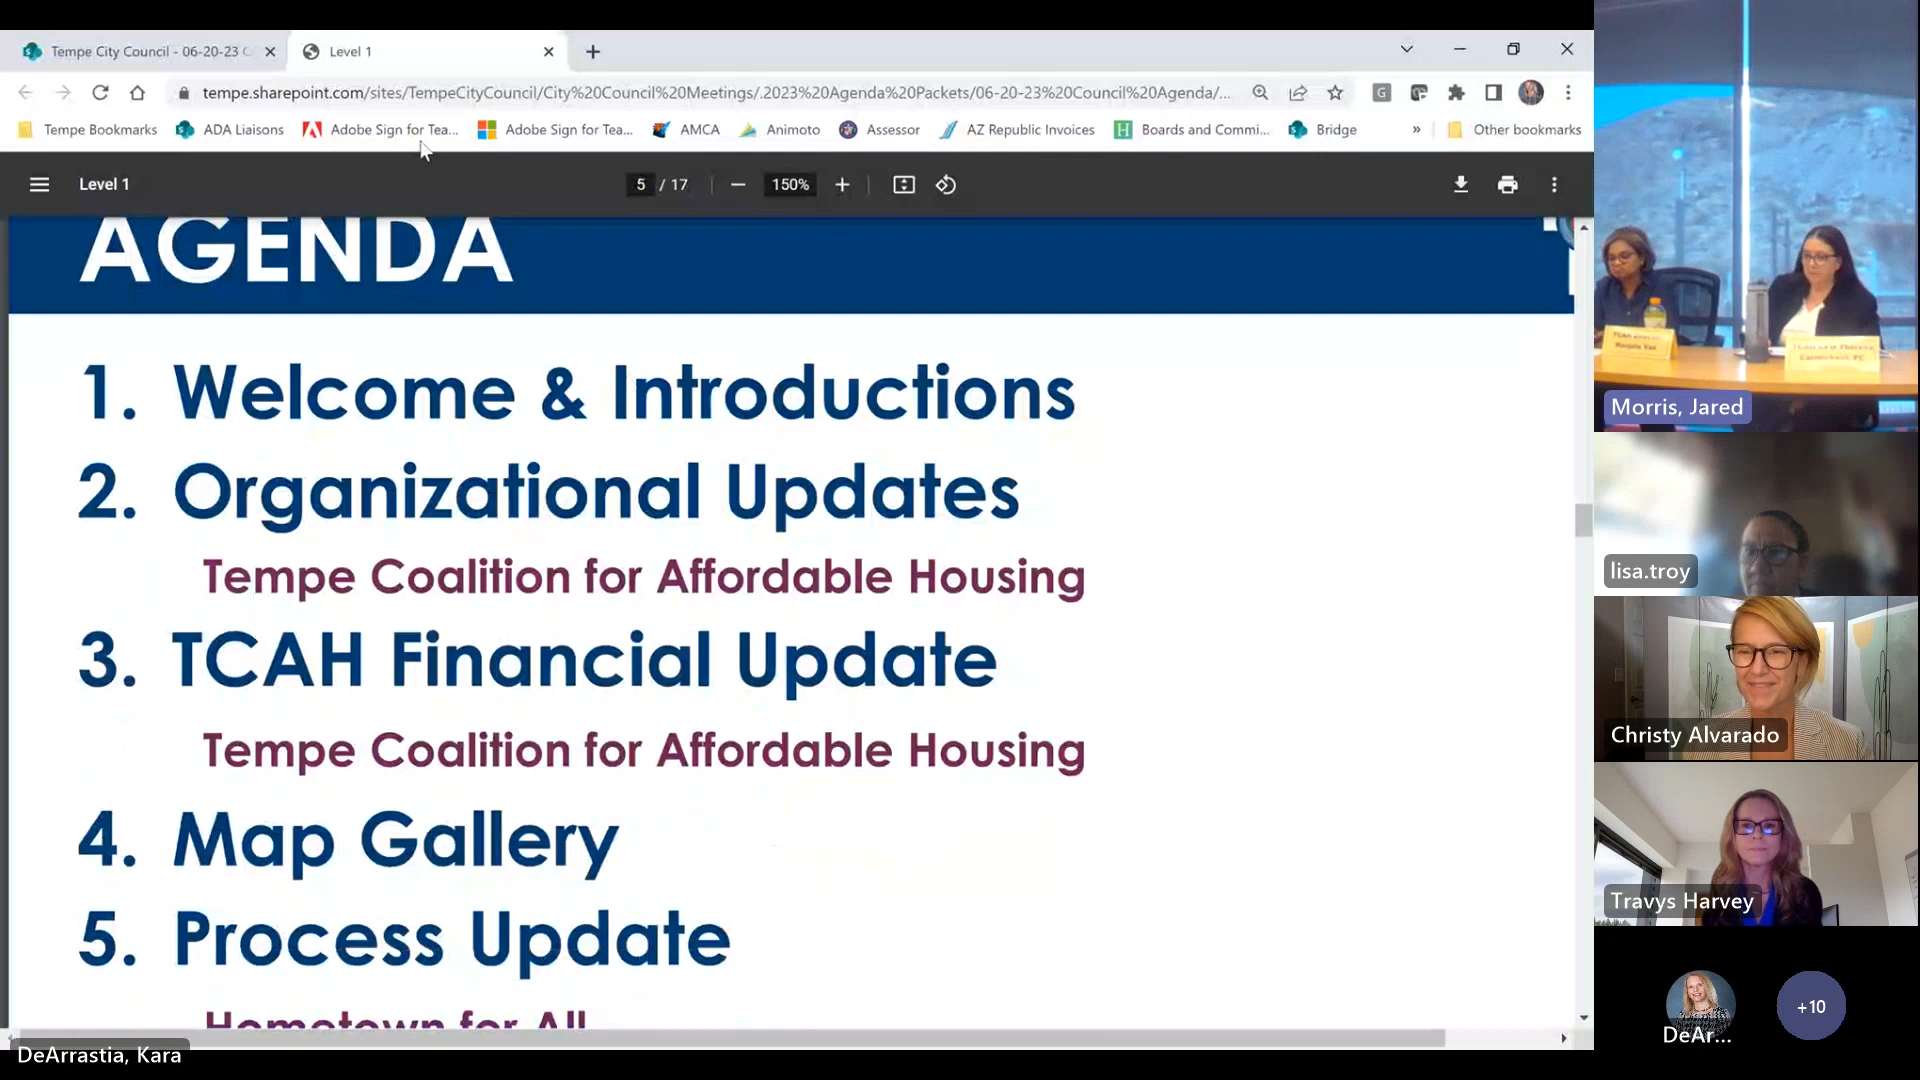 Tempe City Council - 06-20-23
Level 1
tempe.sharepoint.com/sites/TempeCityCouncil/City%20Council%20Meetings/.2023%20Agenda%20Packets/06-20-23%20Council%20Agenda/...
Tempe Bookmarks
ADA Liaisons
Adobe Sign for Tea...
Adobe Sign for Tea...
AMCA
Animoto
Assessor
AZ Republic Invoices
Boards and Commi...
Bridge
»
Other bookmarks
Level 1
5 / 17
150%
AGENDA
1. Welcome & Introductions
2. Organizational Updates
Tempe Coalition for Affordable Housing
3. TCAH Financial Update
Tempe Coalition for Affordable Housing
4. Map Gallery
5. Process Update
Hometown for All
DeArrastia, Kara
Morris, Jared
lisa.troy
Christy Alvarado
Travys Harvey
DeAr...
+10